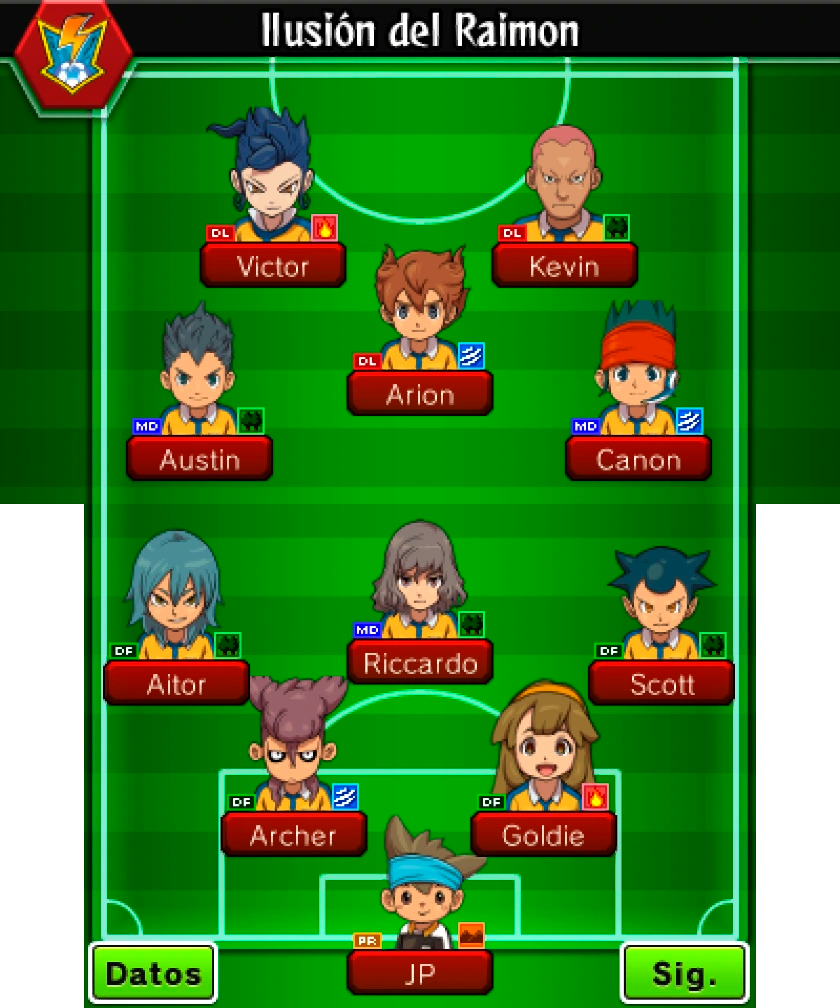 Ilusión del Raimon
DL
Victor
DL
Kevin
DL
Arion
MD
Austin
MD
Canon
DF
Aitor
MD
Riccardo
DF
Scott
DF
Archer
DF
Goldie
PR
JP
Datos
Sig.